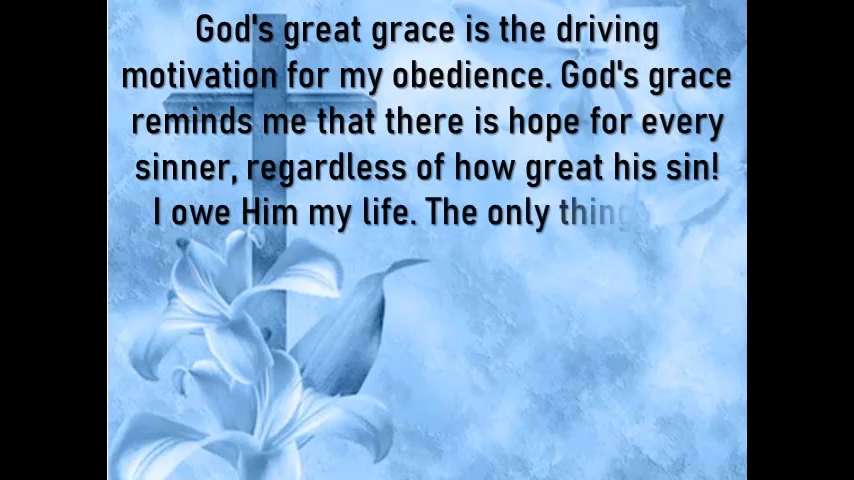 God's great grace is the driving
motivation for my obedience. God's grace
reminds me that there is hope for every
sinner, regardless of how great his sin!
I owe Him my life. The only thing